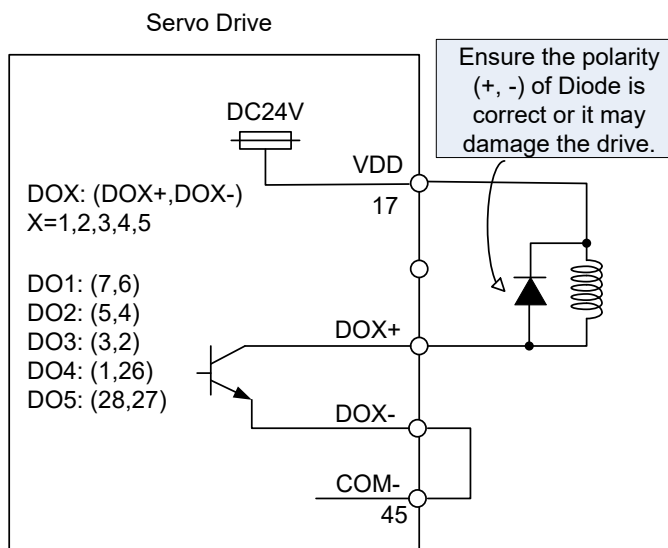 Servo Drive
Ensure the polarity
(+, -) of Diode is
correct or it may
damage the drive.
DC24V
VDD
17
DOX: (DOX+,DOX-)
X=1,2,3,4,5
DO1: (7,6)
DO2: (5,4)
DO3: (3,2)
DO4: (1,26)
DO5: (28,27)
DOX+
DOX-
COM-
45